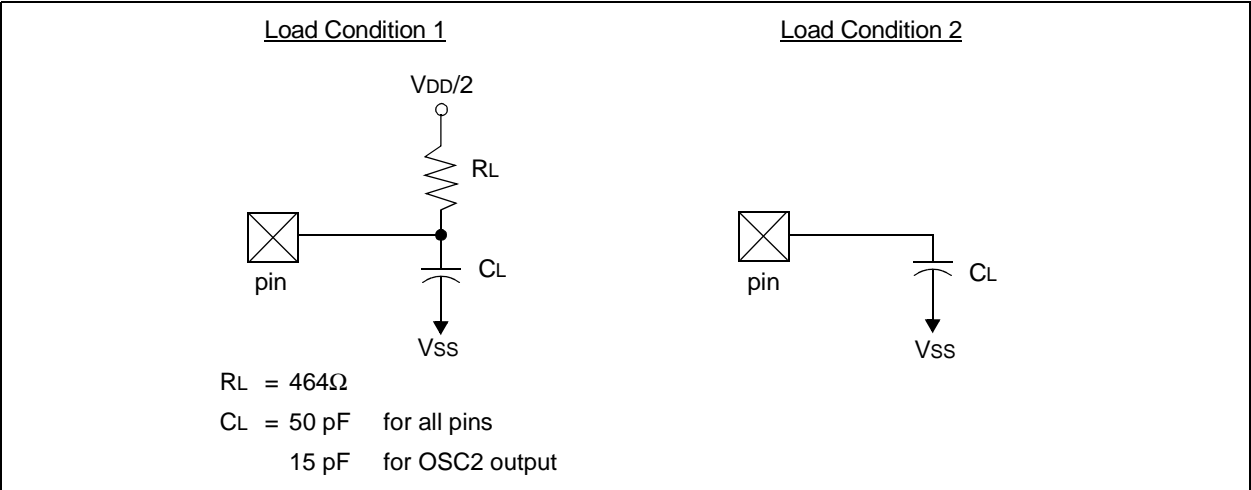 Load Condition 1
VDD/2
RL
pin
CL
VSS
RL = 464Ω
CL = 50 pF for all pins
15 pF for OSC2 output
Load Condition 2
pin
CL
VSS